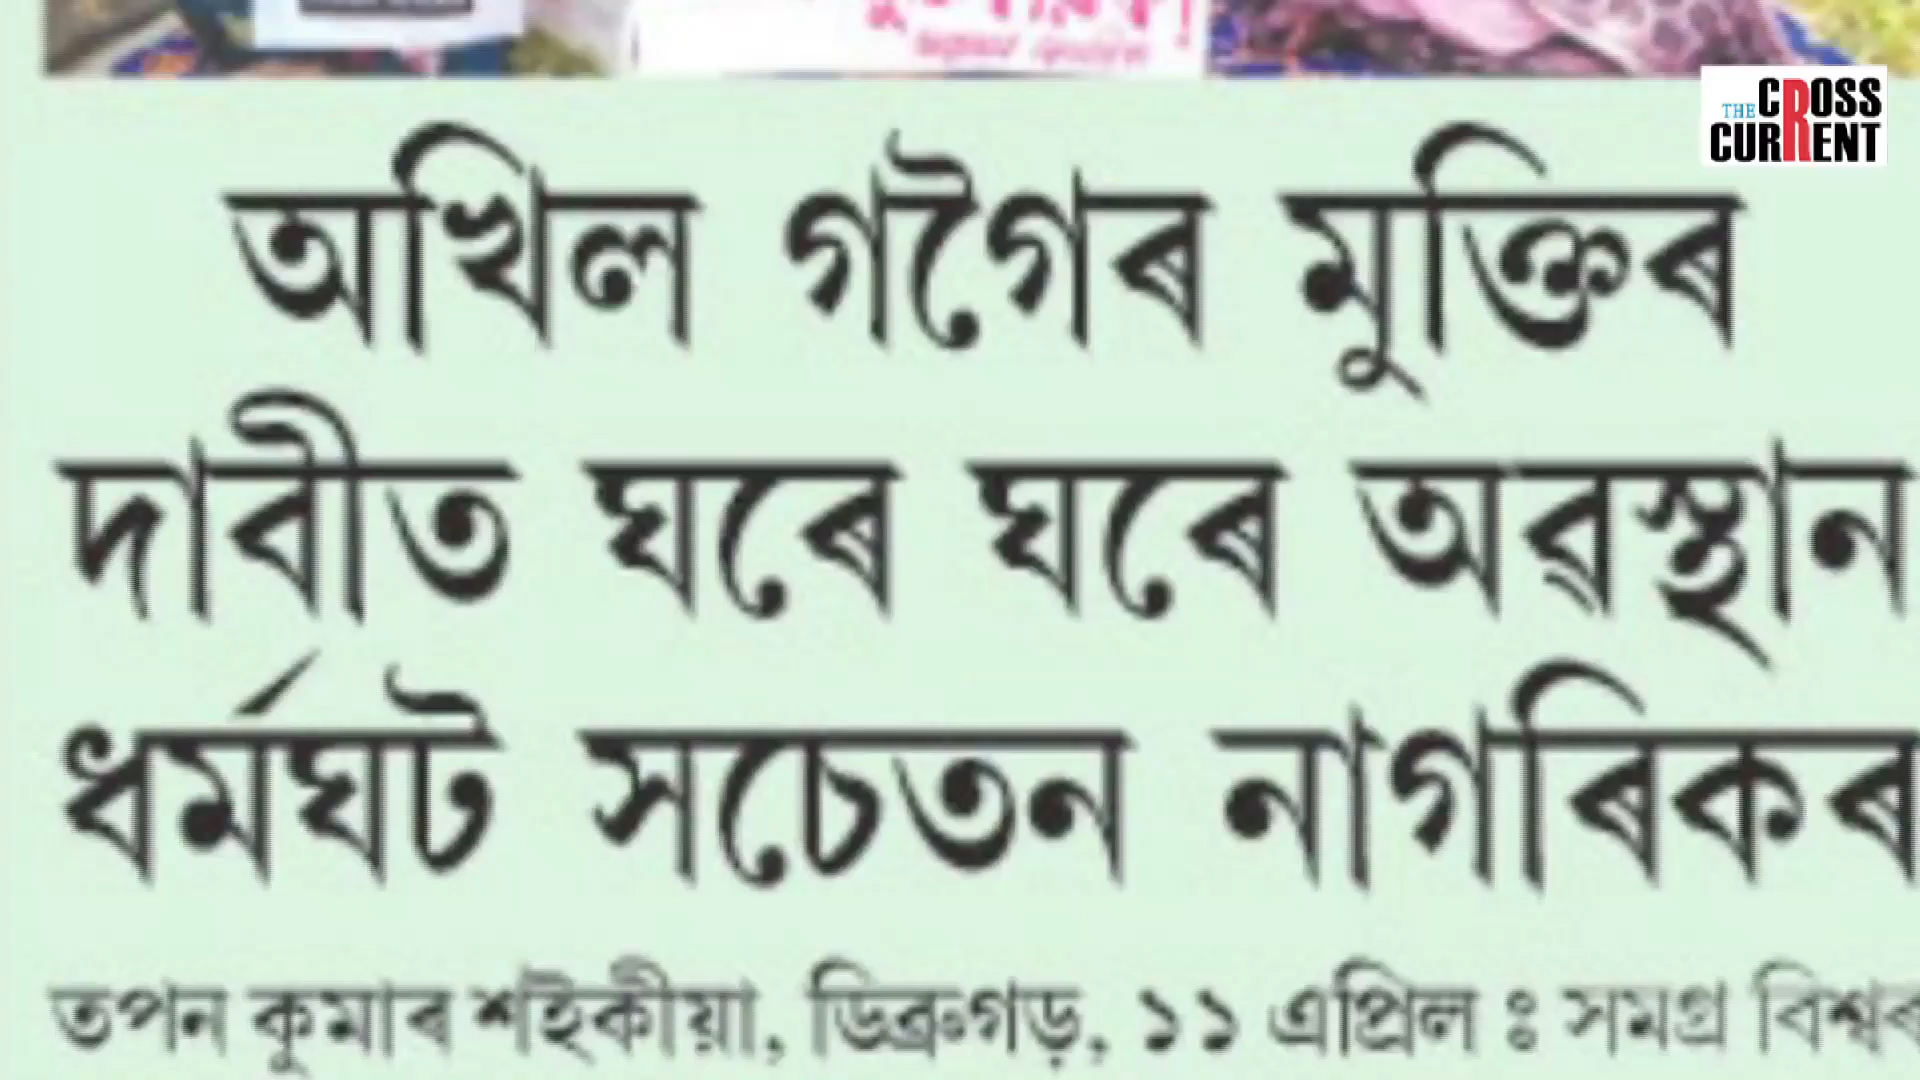 THE CROSS
CURRENT
অখিল গগৈৰ মুক্তিৰ
দাবীত ঘৰে ঘৰে অৱস্থান
ধৰ্মঘট সচেতন নাগৰিকৰ
তপন কুমাৰ শইকীয়া, ডিব্ৰুগড়, ১১ এপ্ৰিল ঃ সমগ্ৰ বিশ্বৰ